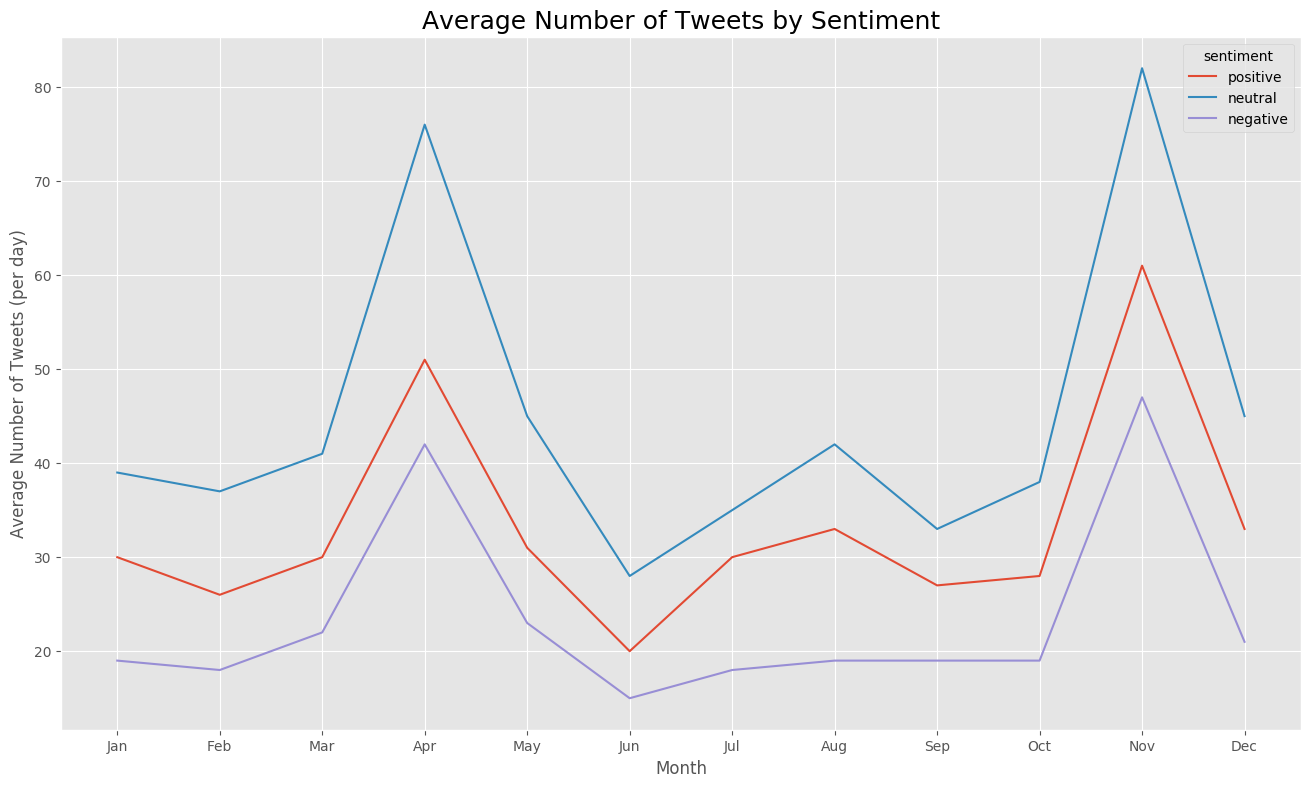 Average Number of Tweets by Sentiment
sentiment
positive
neutral
negative
Average Number of Tweets (per day)
80
70
60
50
40
30
20
Jan Feb Mar Apr May Jun Jul Aug Sep Oct Nov Dec
Month